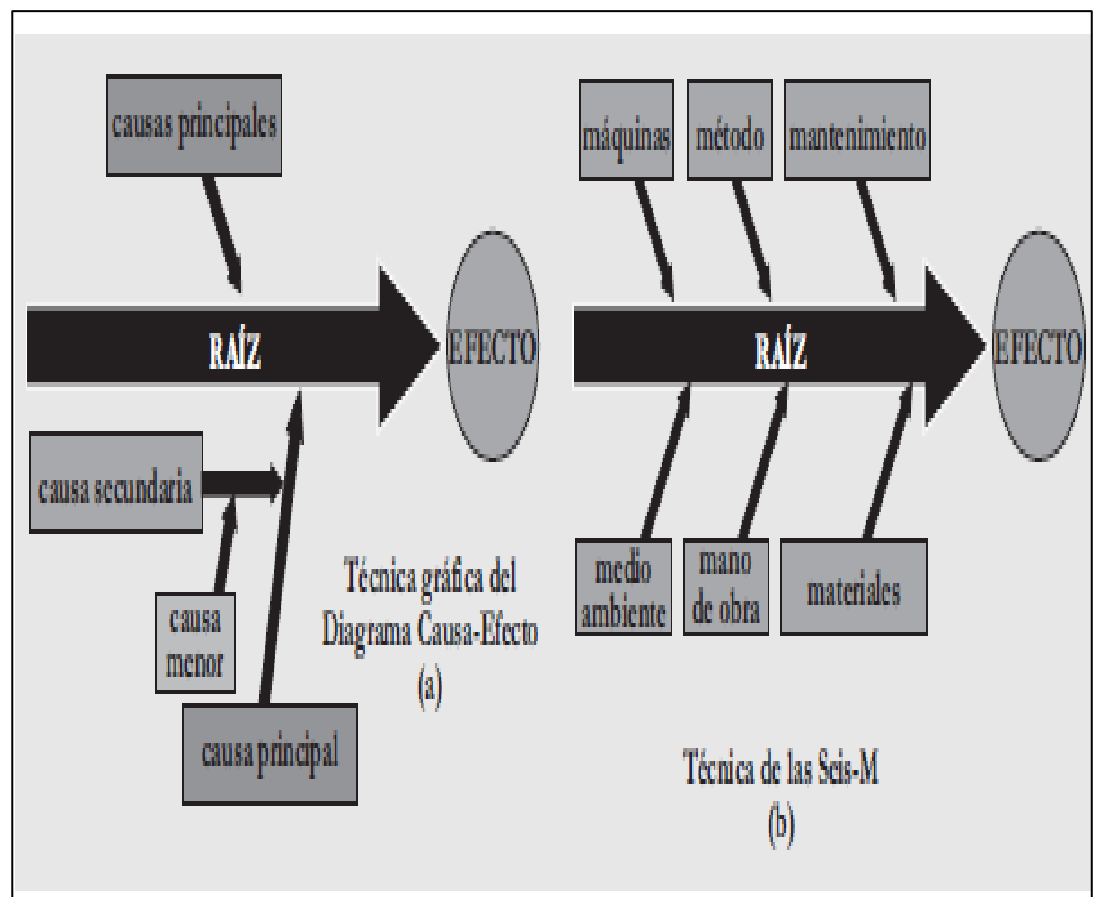 causas principales
RAÍZ
EFECTO
causa secundaria
causa
menor
causa principal
Técnica gráfica del
Diagrama Causa-Efecto
(a)
máquinas
método
mantenimiento
RAÍZ
EFECTO
medio
ambiente
mano
de obra
materiales
Técnica de las Seis-M
(b)